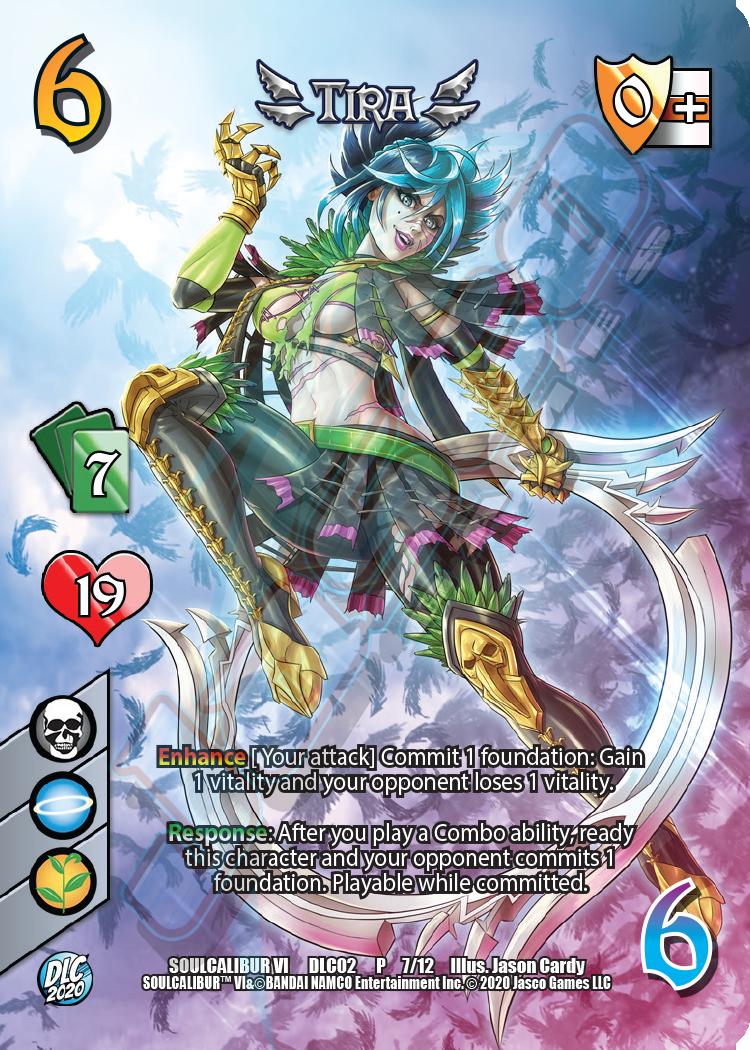 6
TIRA
0 +
7
19
Enhance [Your attack] Commit 1 foundation: Gain
1 vitality and your opponent loses 1 vitality.
Response: After you play a Combo ability, ready
this character and your opponent commits 1
foundation. Playable while committed.
6
DLC
2020
SOULCALIBUR VI DLC02 P 7/12 Illus. Jason Cardy
SOULCALIBUR™ VI&©BANDAI NAMCO Entertainment Inc.© 2020 Jasco Games LLC